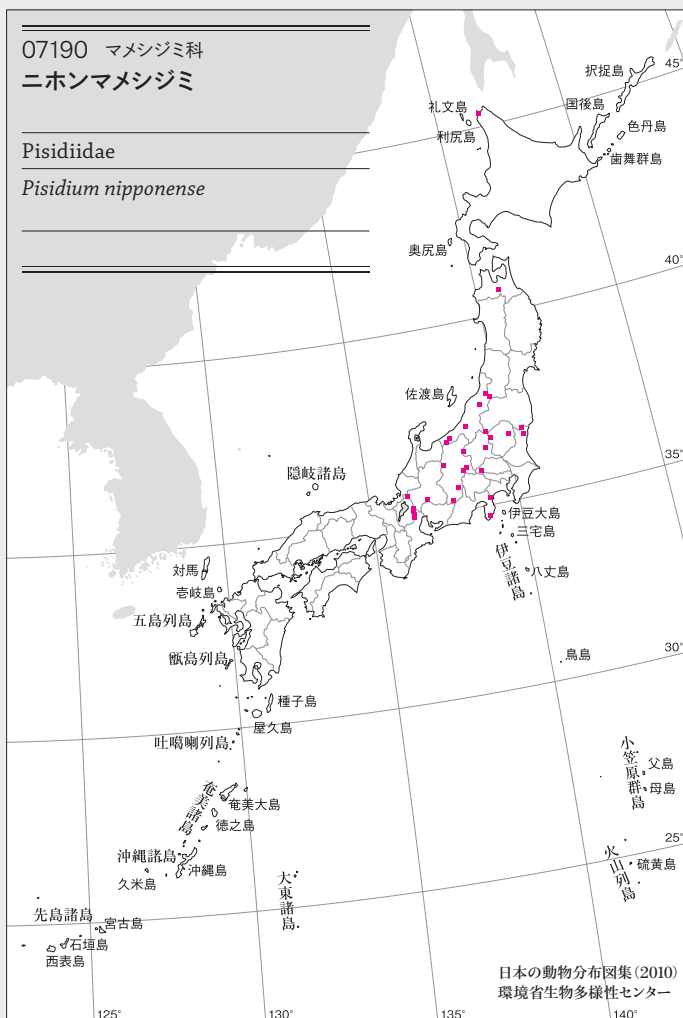 07190 マメシジミ科
ニホンマメシジミ
Pisidiidae
Pisidium nipponense
択捉島
45°
礼文島
国後島
利尻島
色丹島
歯舞群島
奥尻島
40°
佐渡島
35°
隠岐諸島
伊豆大島
三宅島
伊豆諸島
八丈島
対馬
壱岐島
五島列島
甑島列島
鳥島
30°
種子島
屋久島
吐噶喇列島
小笠原群島
父島
母島
奄美諸島
奄美大島
徳之島
沖縄諸島
沖縄島
久米島
火山列島
硫黄島
25°
大東諸島
先島諸島
宮古島
石垣島
西表島
日本の動物分布図集(2010)
環境省生物多様性センター
125°
130°
135°
140°